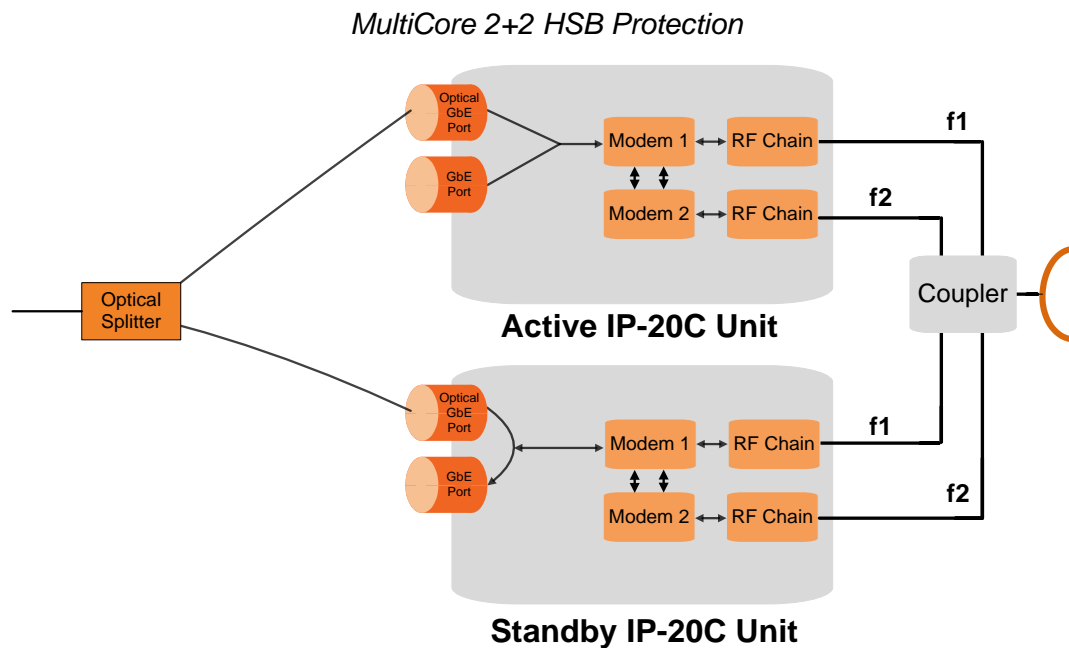 MultiCore 2+2 HSB Protection
Optical
GbE
Port
GbE
Port
Modem 1
RF Chain
f1
Modem 2
RF Chain
f2
Optical
Splitter
Coupler
Active IP-20C Unit
Optical
GbE
Port
GbE
Port
Modem 1
RF Chain
f1
Modem 2
RF Chain
f2
Standby IP-20C Unit